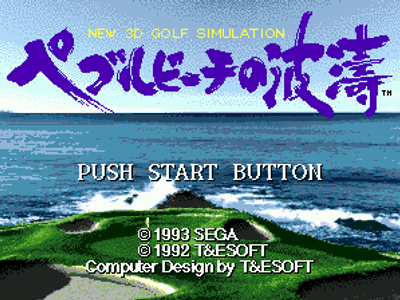 NEW 3D GOLF SIMULATION
ペブルビーチの波濤
TM
PUSH START BUTTON
© 1993 SEGA
© 1992 T&ESOFT
Computer Design by T&ESOFT